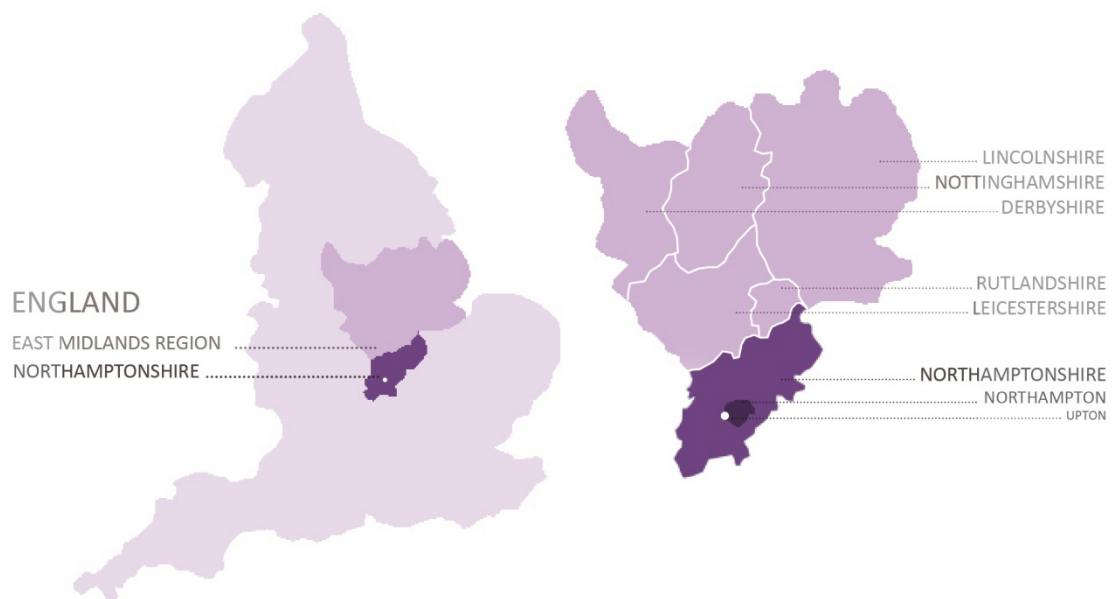 ENGLAND
EAST MIDLANDS REGION
NORTHAMPTONSHIRE
LINCOLNSHIRE
NOTTINGHAMSHIRE
DERBYSHIRE
RUTLANDSHIRE
LEICESTERSHIRE
NORTHAMPTONSHIRE
NORTHAMPTON
UPTON